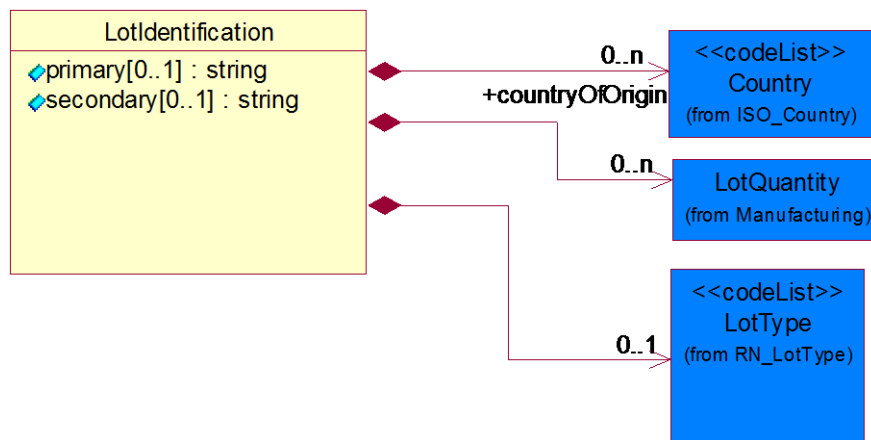 LotIdentification
primary[0..1] : string
secondary[0..1] : string
0..n
+countryOfOrigin
<<codeList>>
Country
(from ISO_Country)
0..n
LotQuantity
(from Manufacturing)
0..1
<<codeList>>
LotType
(from RN_LotType)